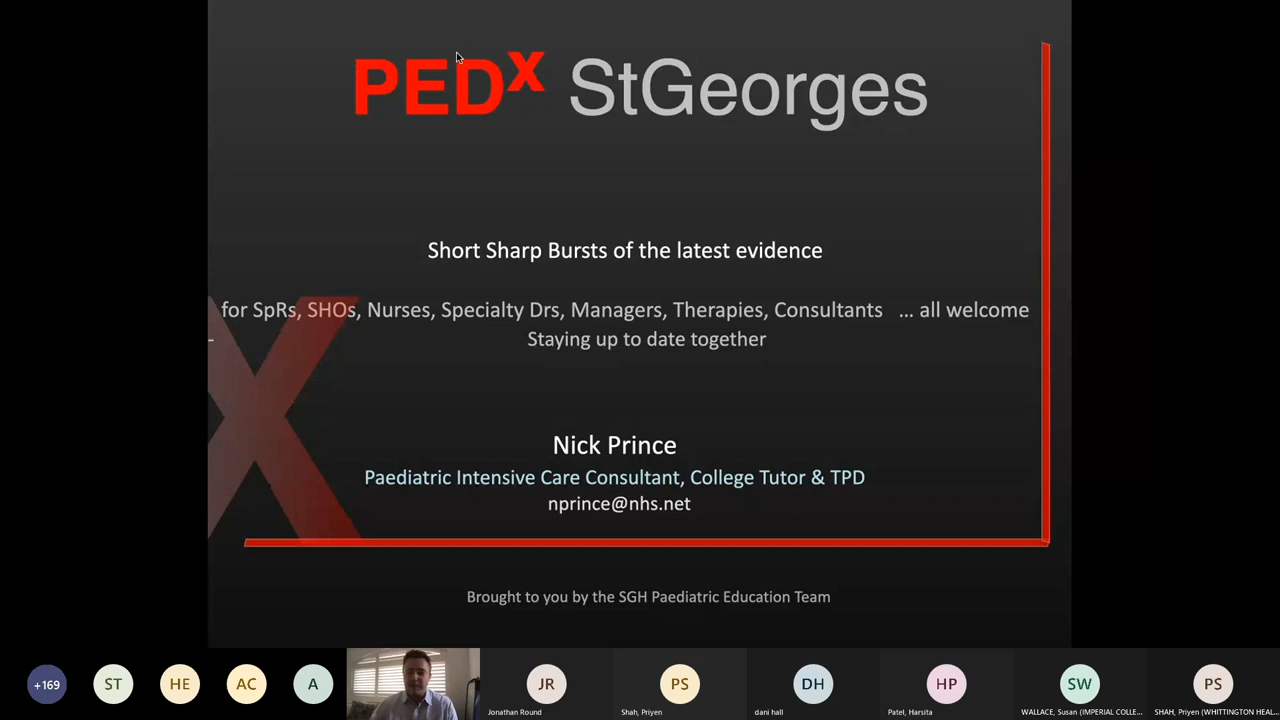 PEDx StGeorges
Short Sharp Bursts of the latest evidence
for SpRs, SHOs, Nurses, Specialty Drs, Managers, Therapies, Consultants ... all welcome
Staying up to date together
Nick Prince
Paediatric Intensive Care Consultant, College Tutor & TPD
nprince@nhs.net
Brought to you by the SGH Paediatric Education Team
+169 ST HE AC A JR PS DH HP SW PS
Jonathan Round Shah, Priyen dani hall Patel, Harsita WALLACE, Susan (IMPERIAL COLLE... SHAH, Priyen (WHITTINGTON HEAL...